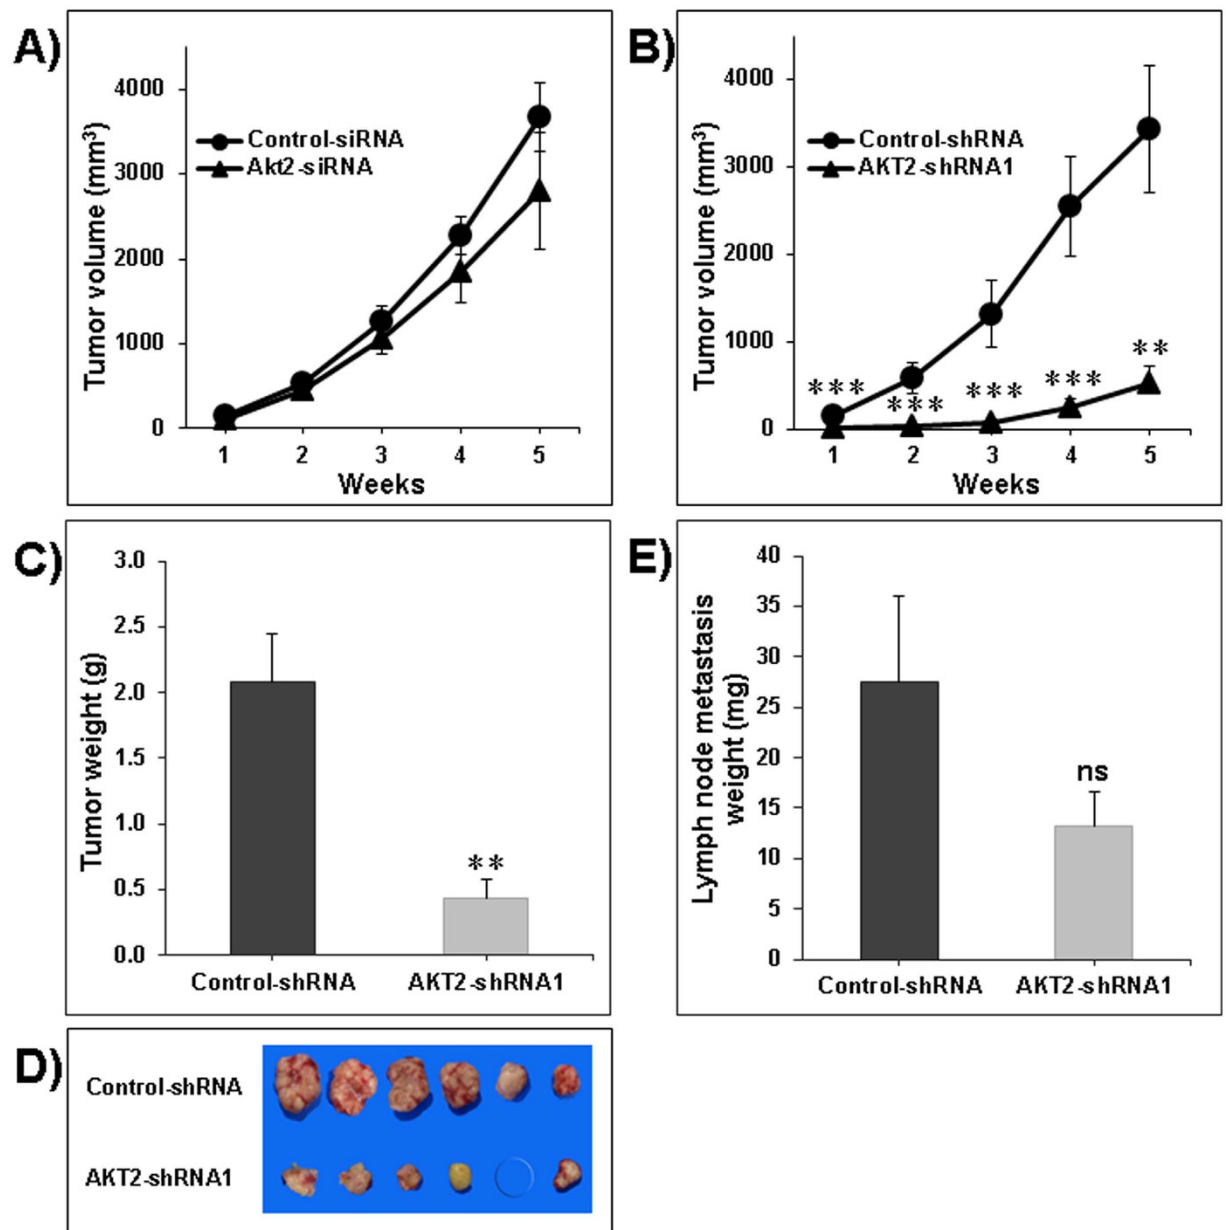 A)
Tumor volume (mm³)
4000
3000
2000
1000
0
Control-siRNA
Akt2-siRNA
1 2 3 4 5
Weeks
B)
Tumor volume (mm³)
4000
3000
2000
1000
0
Control-shRNA
AKT2-shRNA1
*** *** *** *** **
1 2 3 4 5
Weeks
C)
Tumor weight (g)
3.0
2.5
2.0
1.5
1.0
0.5
0.0
**
Control-shRNA AKT2-shRNA1
E)
Lymph node metastasis
weight (mg)
40
35
30
25
20
15
10
5
0
ns
Control-shRNA AKT2-shRNA1
D)
Control-shRNA
AKT2-shRNA1